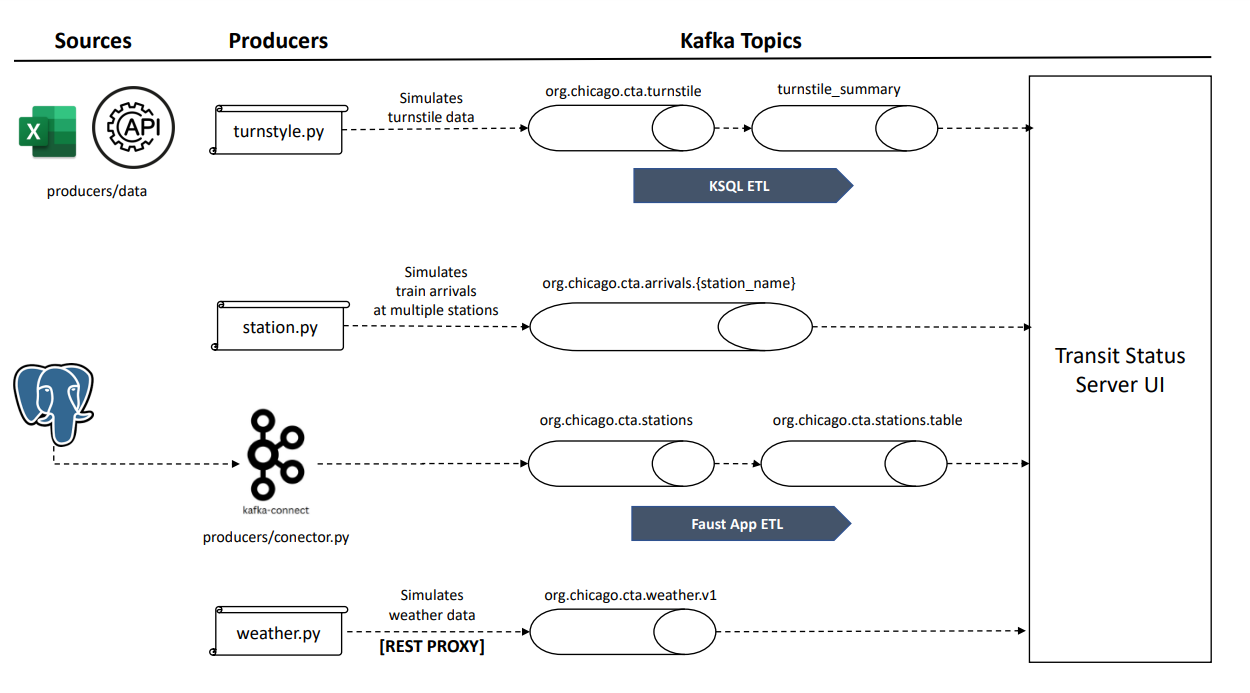 Sources
Producers
Kafka Topics
X
API
producers/data
turnstyle.py
Simulates
turnstile data
org.chicago.cta.turnstile
turnstile_summary
KSQL ETL
station.py
Simulates
train arrivals
at multiple stations
org.chicago.cta.arrivals.{station_name}
Transit Status
Server UI
kafka-connect
producers/conector.py
org.chicago.cta.stations
org.chicago.cta.stations.table
Faust App ETL
weather.py
Simulates
weather data
[REST PROXY]
org.chicago.cta.weather.v1